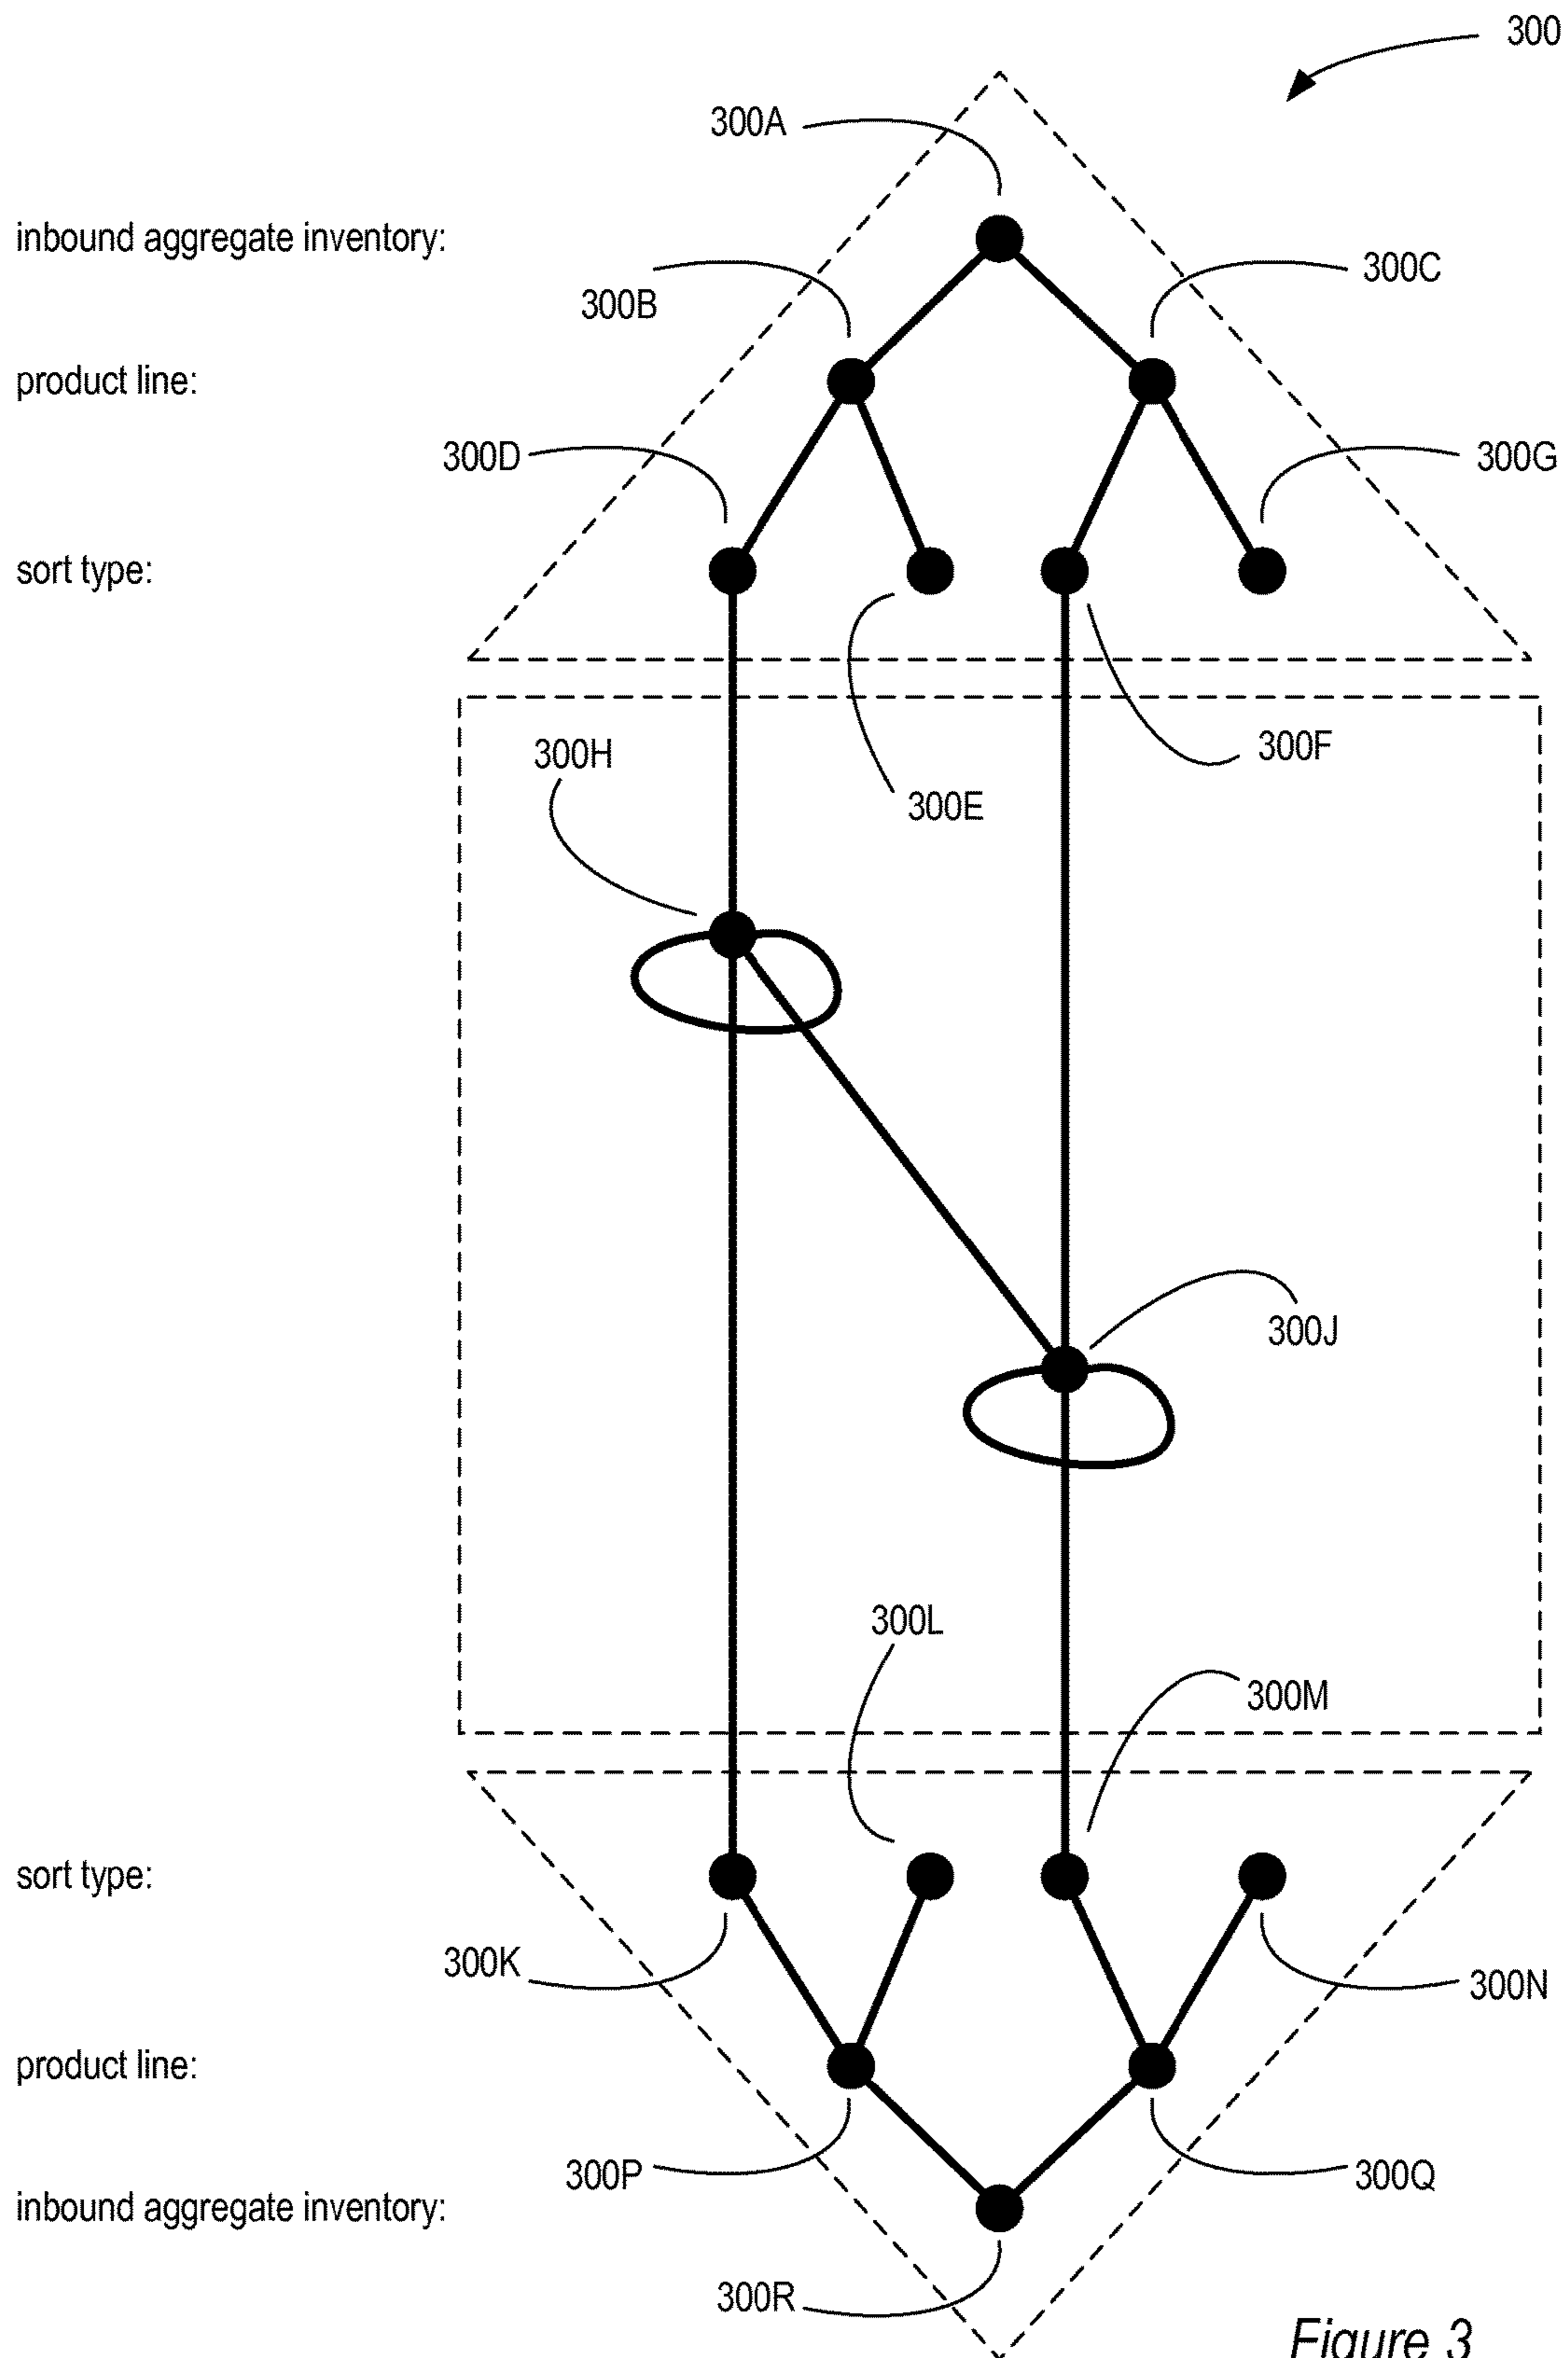 300
300A
inbound aggregate inventory:
300C
300B
product line:
300D
300G
sort type:
300F
300H
300E
300J
300L
300M
sort type:
300K
300N
product line:
300P
300Q
inbound aggregate inventory:
300R
Figure 3